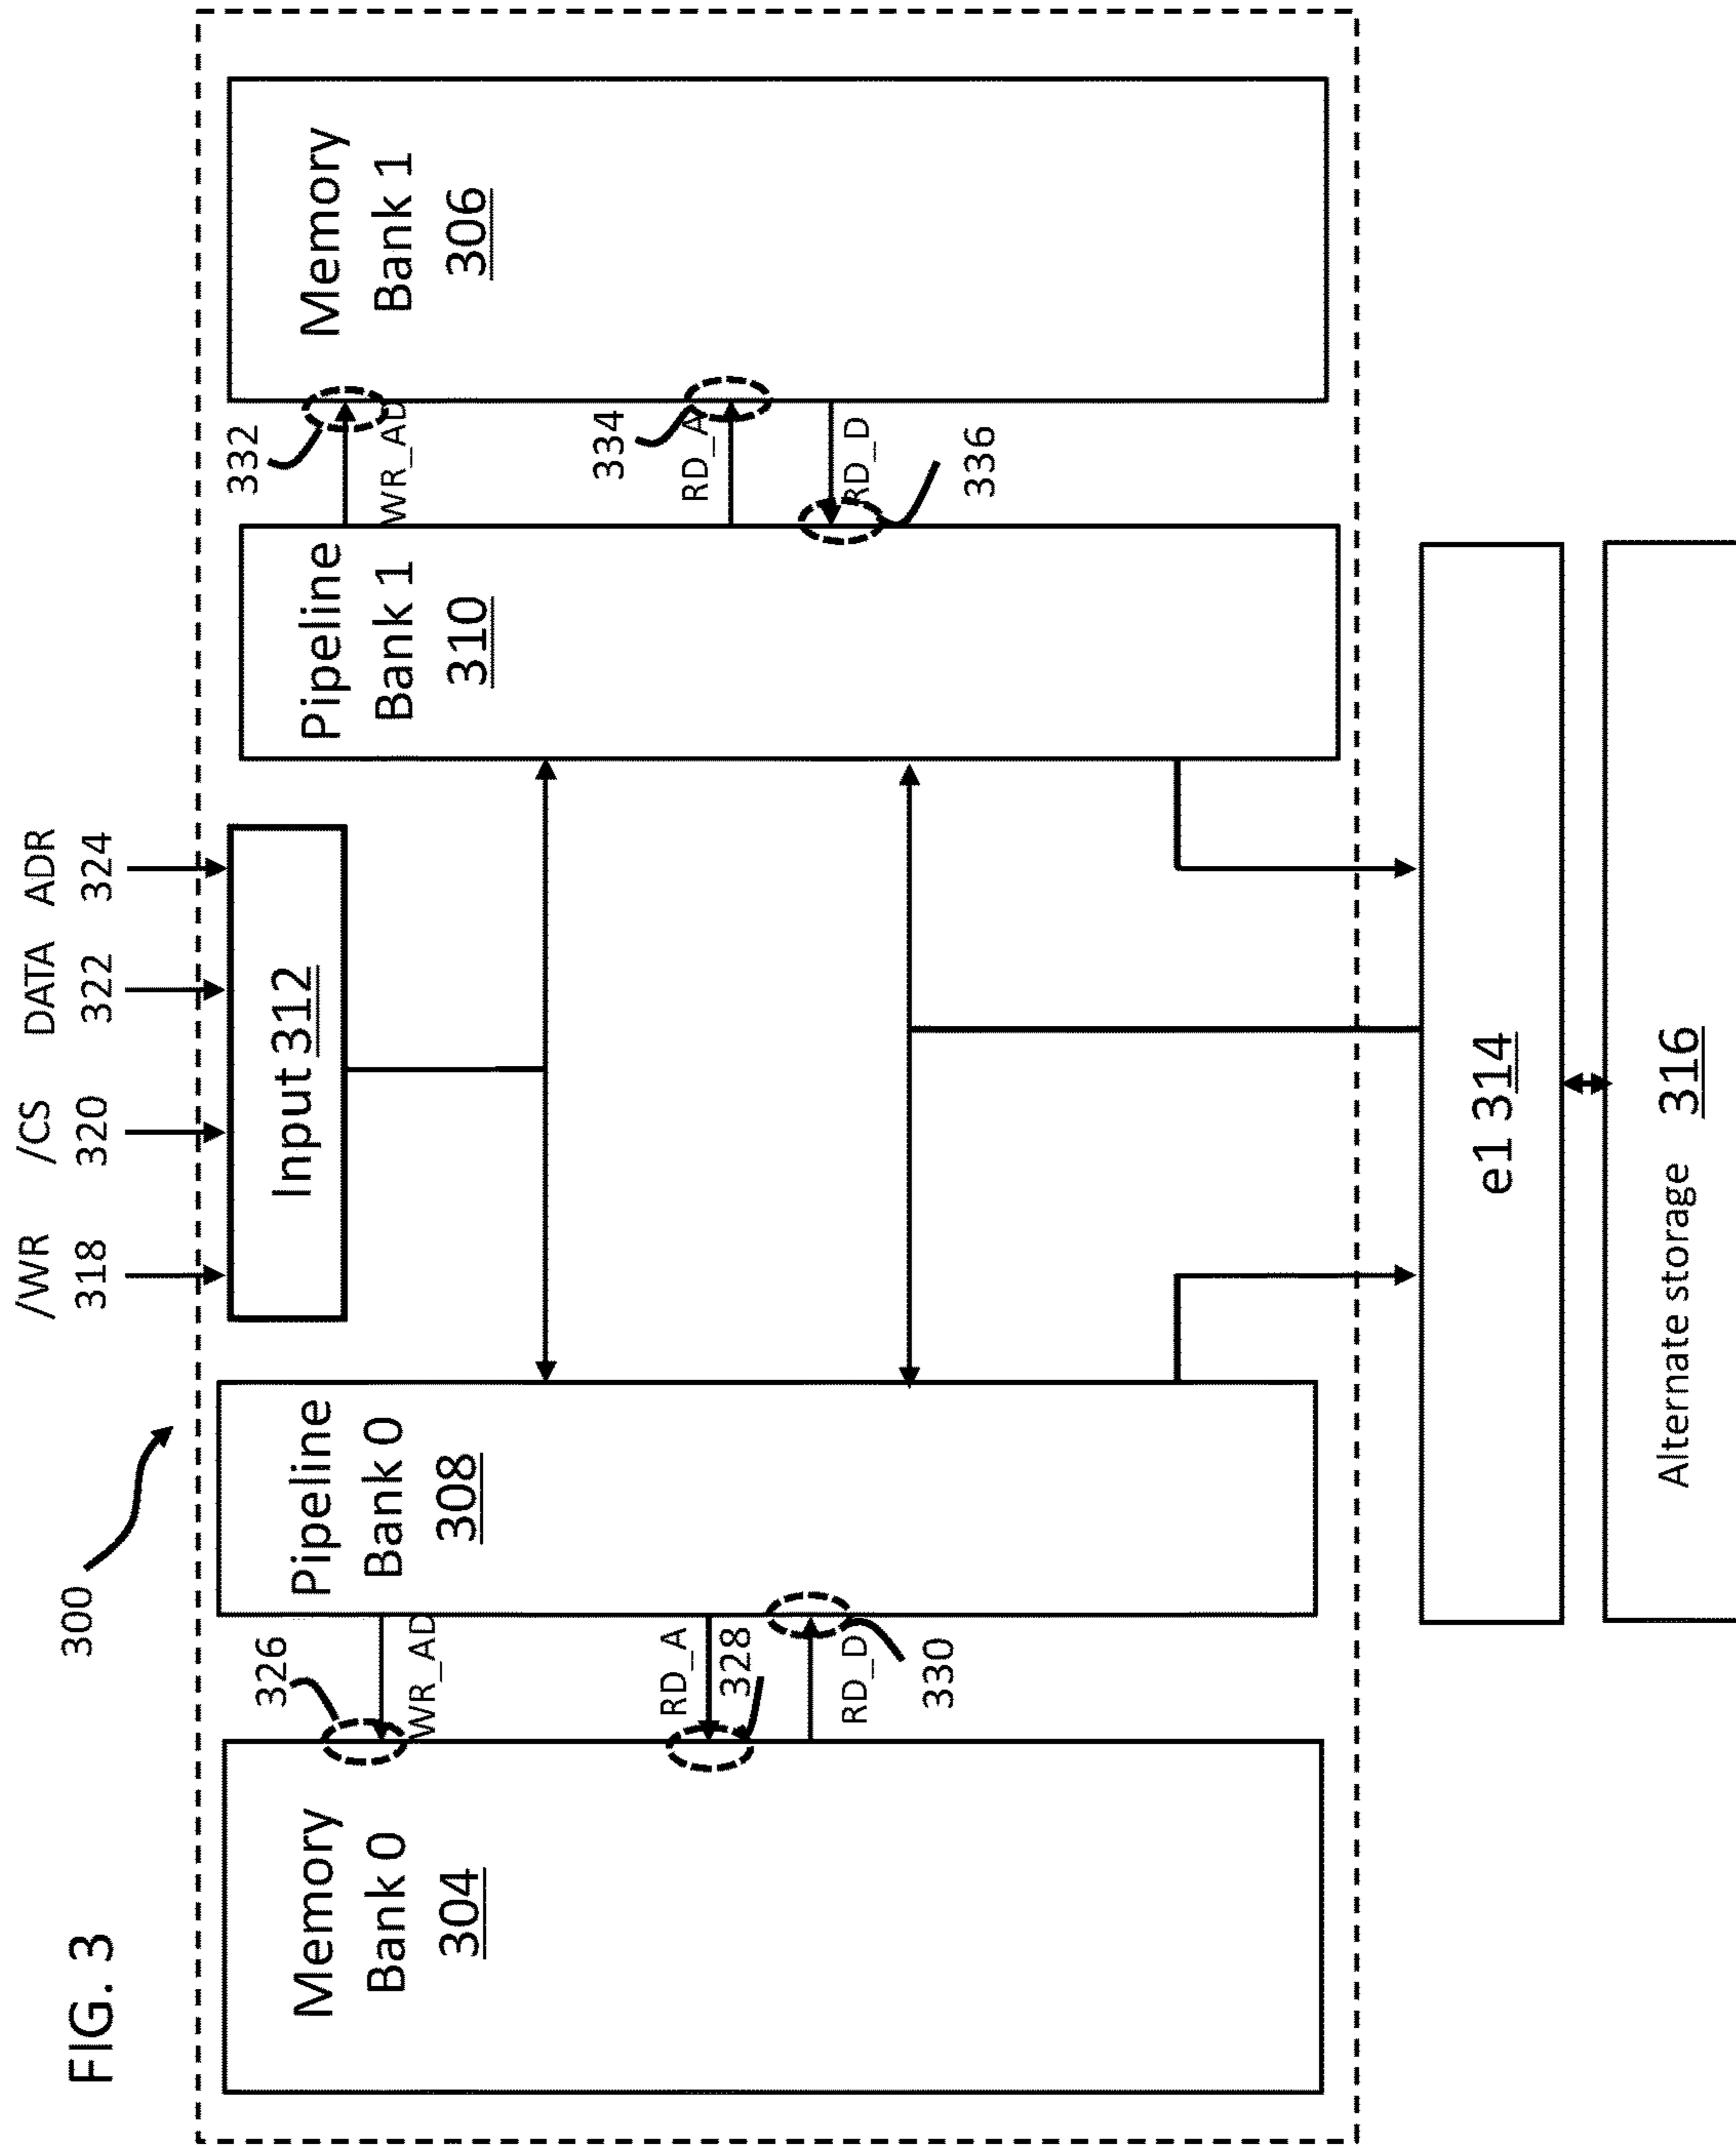 FIG. 3
300
/WR /CS DATA ADR
318 320 322 324
Input 312
Memory
Bank 0
304
326
WR_AD
RD_A
328
RD_D
330
Pipeline
Bank 0
308
Pipeline
Bank 1
310
332
WR_AD
334
RD_A
RD_D
336
Memory
Bank 1
306
e1 314
Alternate storage 316